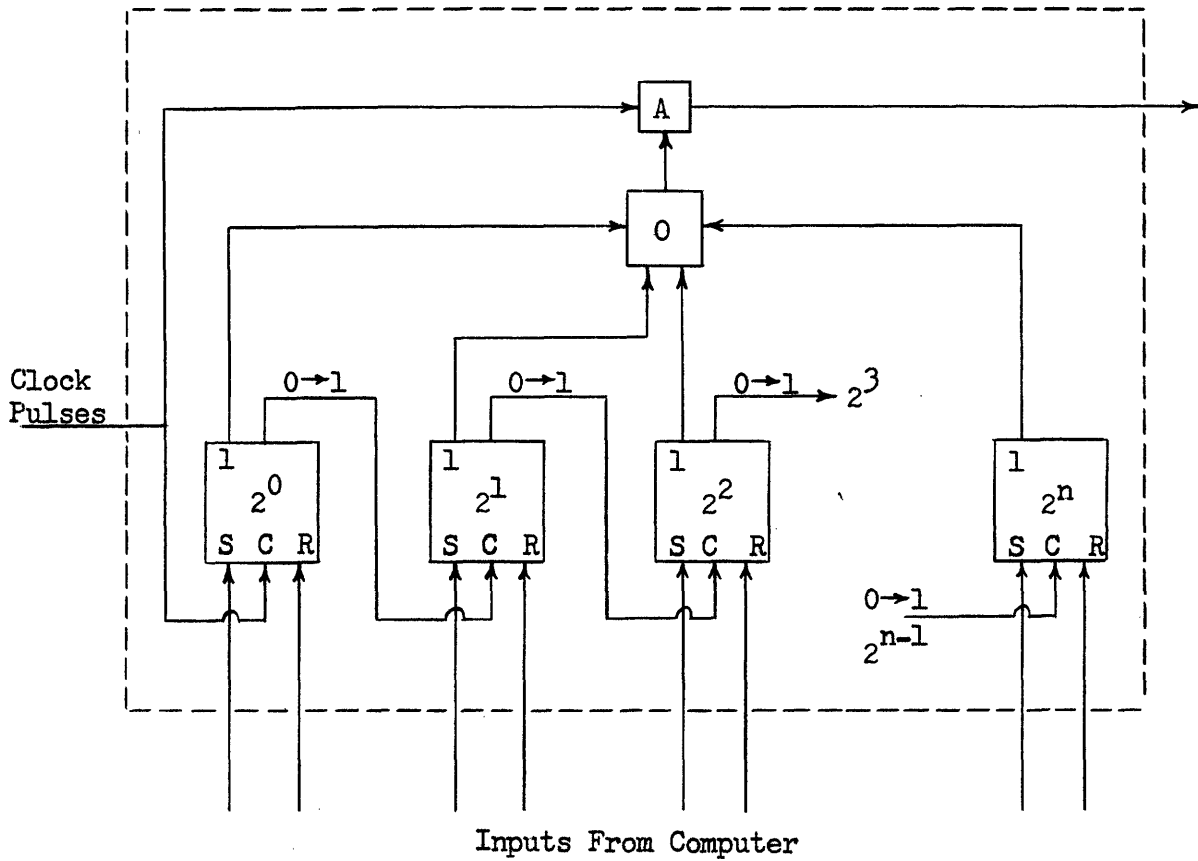 A
O
0→1
0→1
0→1
2³
Clock
Pulses
1
1
1
1
2⁰
2¹
2²
2ⁿ
S C R
S C R
S C R
S C R
0→1
2ⁿ⁻¹
Inputs From Computer